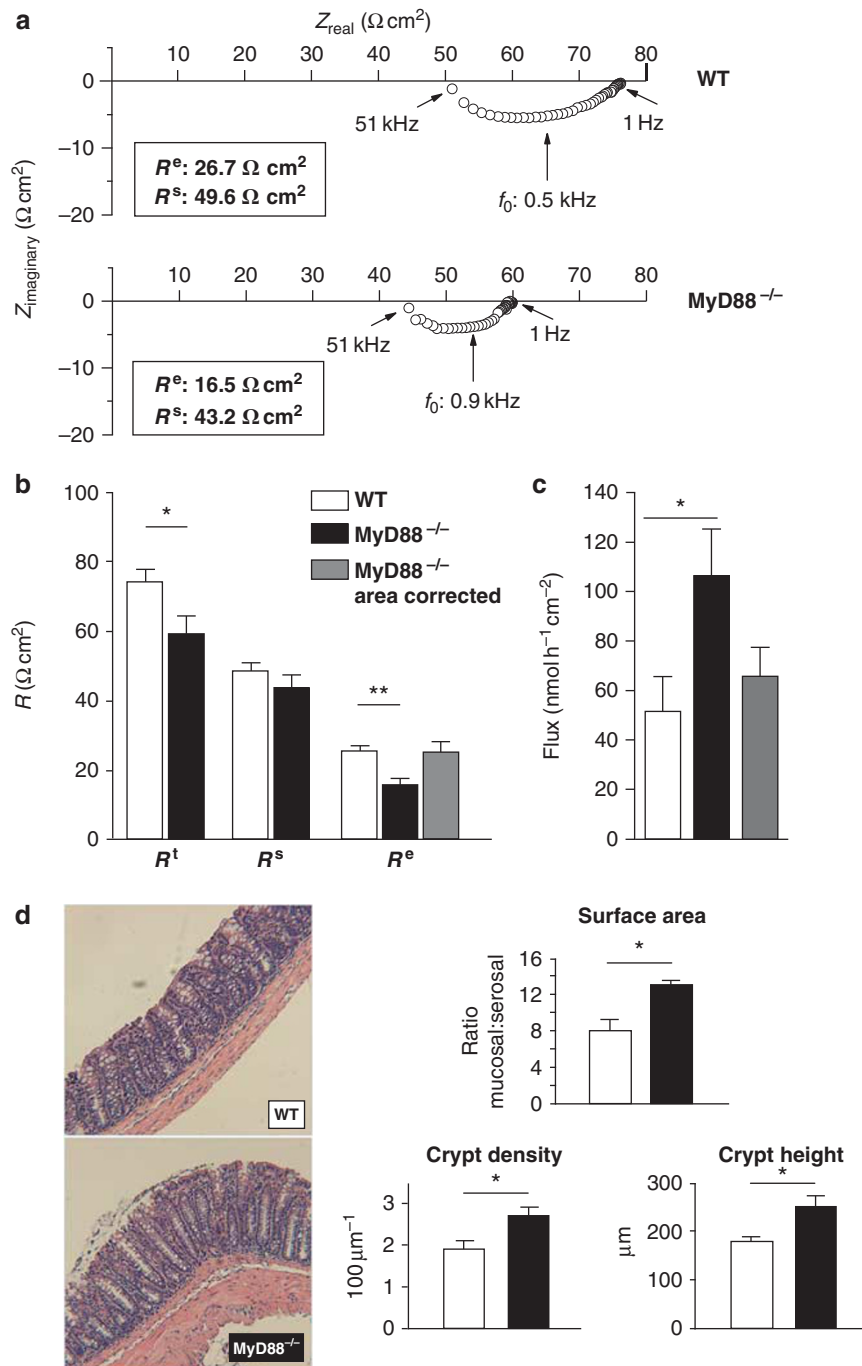 a
Z_real (Ω cm²)
10 20 30 40 50 60 70 80
0
−10
−20
WT
51 kHz
1 Hz
f₀: 0.5 kHz
Rᵉ: 26.7 Ω cm²
Rˢ: 49.6 Ω cm²
Z_imaginary (Ω cm²)
10 20 30 40 50 60 70 80
0
−10
−20
MyD88⁻/⁻
51 kHz
1 Hz
f₀: 0.9 kHz
Rᵉ: 16.5 Ω cm²
Rˢ: 43.2 Ω cm²
b
R (Ω cm²)
100
80
60
40
20
0
*
**
WT
MyD88⁻/⁻
MyD88⁻/⁻
area corrected
Rᵗ Rˢ Rᵉ
c
Flux (nmol h⁻¹ cm⁻²)
140
120
100
80
60
40
20
0
*
d
WT
MyD88⁻/⁻
Surface area
Ratio
mucosal:serosal
16
12
8
4
0
*
Crypt density
100 μm⁻¹
3
2
1
0
*
Crypt height
μm
300
200
100
0
*